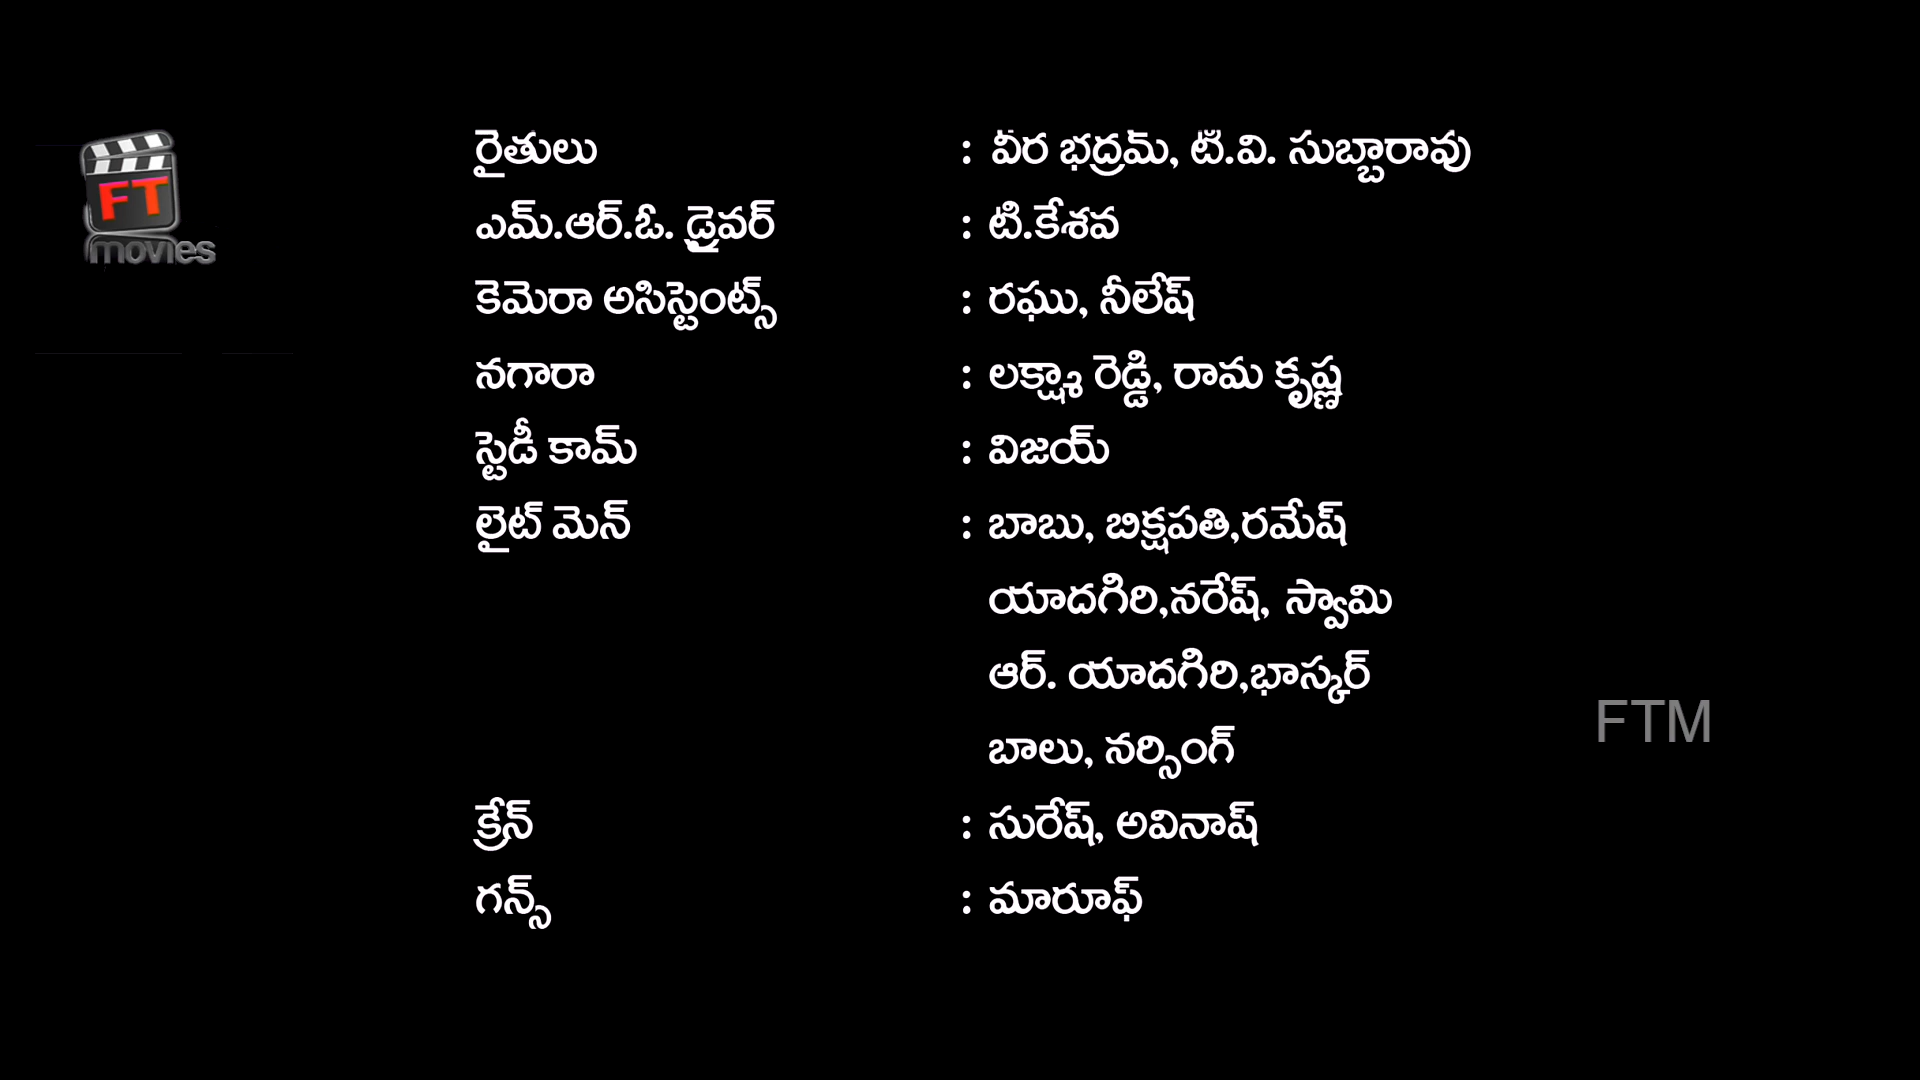 రైతులు : వీర భద్రమ్, టి.వి. సుబ్బారావు
ఎమ్.ఆర్.ఓ. డ్రైవర్ : టి.కేశవ
కెమెరా అసిస్టెంట్స్ : రఘు, నీలేష్
నగారా : లక్ష్మా రెడ్డి, రామ కృష్ణ
స్టెడీ కామ్ : విజయ్
లైట్ మెన్ : బాబు, బిక్షపతి,రమేష్
యాదగిరి,నరేష్, స్వామి
ఆర్. యాదగిరి,భాస్కర్
బాలు, నర్సింగ్
క్రేన్ : సురేష్, అవినాష్
గన్స్ : మారూఫ్
FT
movies
FTM